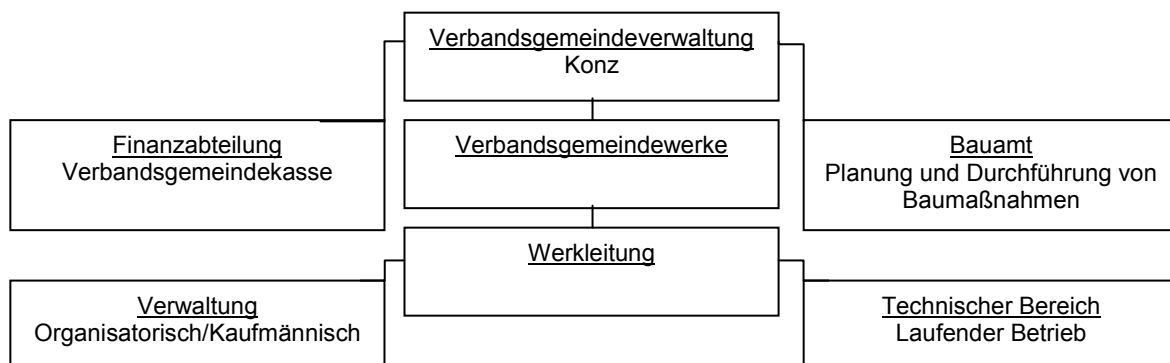 Verbandsgemeindeverwaltung
Konz
Finanzabteilung
Verbandsgemeindekasse
Verbandsgemeindewerke
Bauamt
Planung und Durchführung von
Baumaßnahmen
Werkleitung
Verwaltung
Organisatorisch/Kaufmännisch
Technischer Bereich
Laufender Betrieb